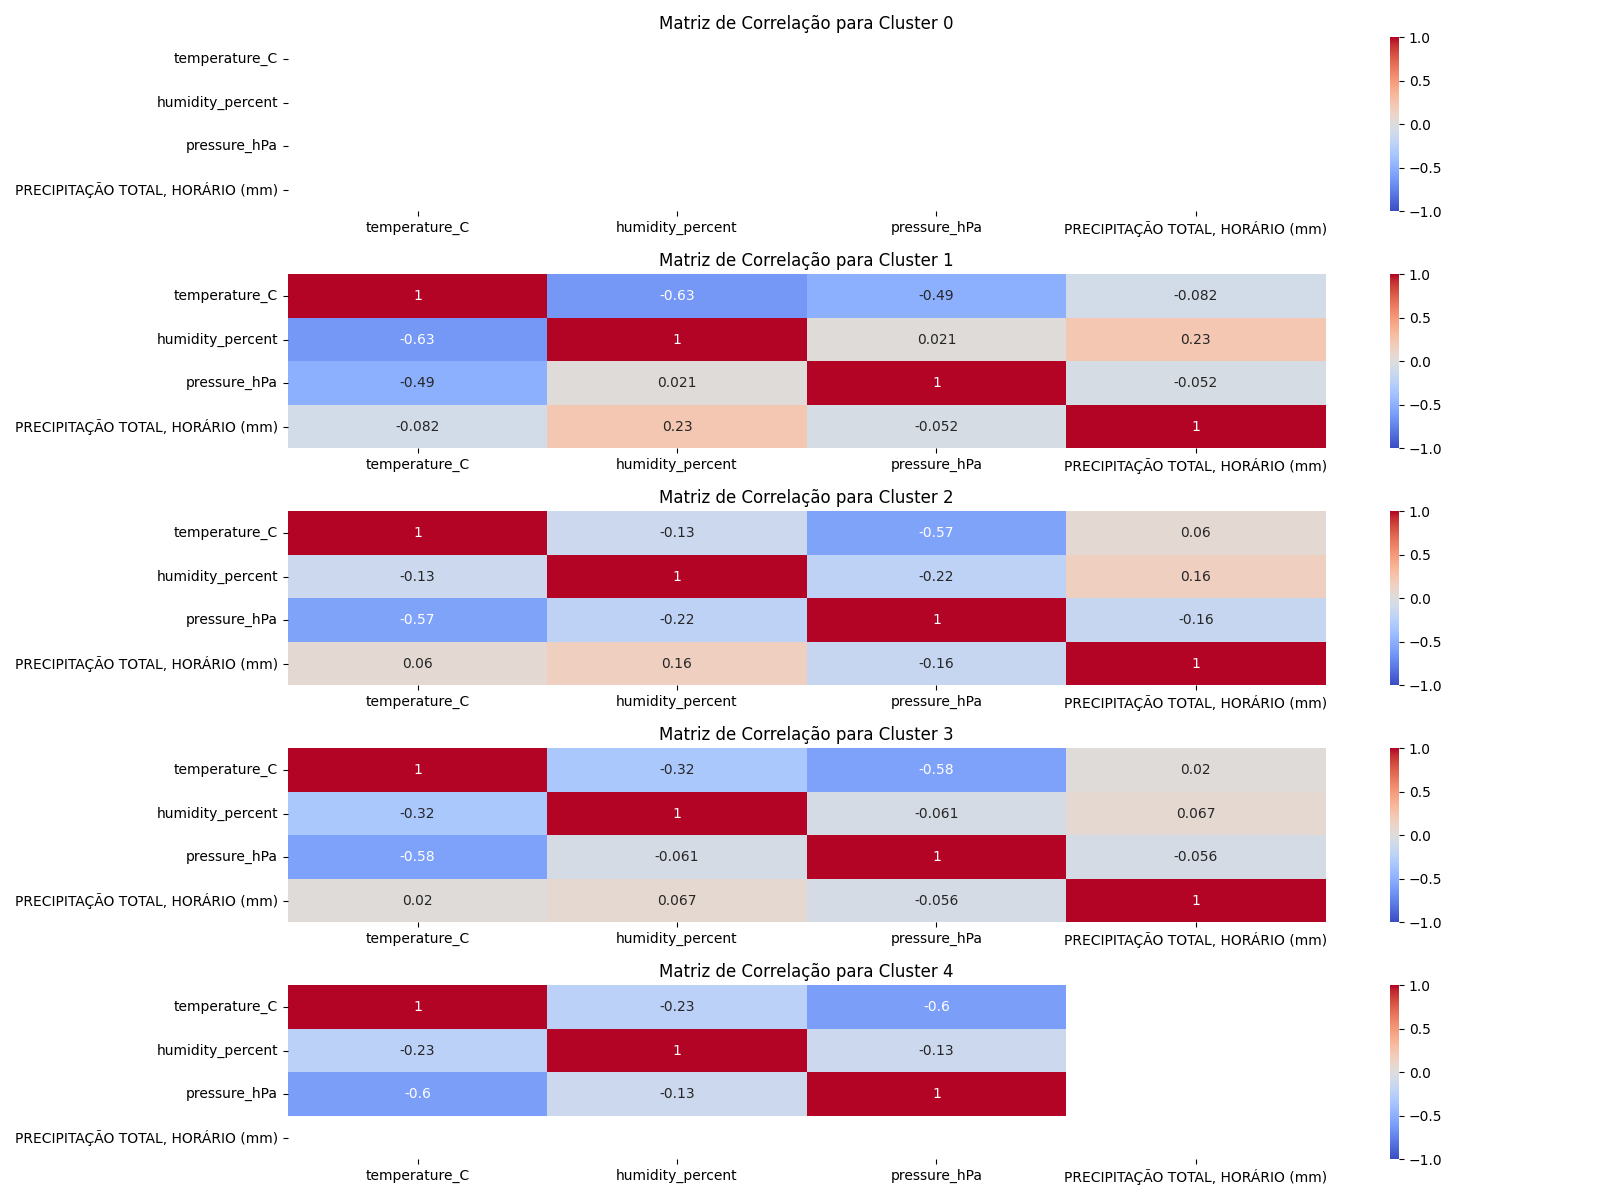 Matriz de Correlação para Cluster 0
temperature_C
humidity_percent
pressure_hPa
PRECIPITAÇÃO TOTAL, HORÁRIO (mm)
temperature_C humidity_percent pressure_hPa PRECIPITAÇÃO TOTAL, HORÁRIO (mm)
1.0
0.5
0.0
−0.5
−1.0
Matriz de Correlação para Cluster 1
temperature_C 1 -0.63 -0.49 -0.082
humidity_percent -0.63 1 0.021 0.23
pressure_hPa -0.49 0.021 1 -0.052
PRECIPITAÇÃO TOTAL, HORÁRIO (mm) -0.082 0.23 -0.052 1
temperature_C humidity_percent pressure_hPa PRECIPITAÇÃO TOTAL, HORÁRIO (mm)
1.0
0.5
0.0
−0.5
−1.0
Matriz de Correlação para Cluster 2
temperature_C 1 -0.13 -0.57 0.06
humidity_percent -0.13 1 -0.22 0.16
pressure_hPa -0.57 -0.22 1 -0.16
PRECIPITAÇÃO TOTAL, HORÁRIO (mm) 0.06 0.16 -0.16 1
temperature_C humidity_percent pressure_hPa PRECIPITAÇÃO TOTAL, HORÁRIO (mm)
1.0
0.5
0.0
−0.5
−1.0
Matriz de Correlação para Cluster 3
temperature_C 1 -0.32 -0.58 0.02
humidity_percent -0.32 1 -0.061 0.067
pressure_hPa -0.58 -0.061 1 -0.056
PRECIPITAÇÃO TOTAL, HORÁRIO (mm) 0.02 0.067 -0.056 1
temperature_C humidity_percent pressure_hPa PRECIPITAÇÃO TOTAL, HORÁRIO (mm)
1.0
0.5
0.0
−0.5
−1.0
Matriz de Correlação para Cluster 4
temperature_C 1 -0.23 -0.6
humidity_percent -0.23 1 -0.13
pressure_hPa -0.6 -0.13 1
PRECIPITAÇÃO TOTAL, HORÁRIO (mm)
temperature_C humidity_percent pressure_hPa PRECIPITAÇÃO TOTAL, HORÁRIO (mm)
1.0
0.5
0.0
−0.5
−1.0